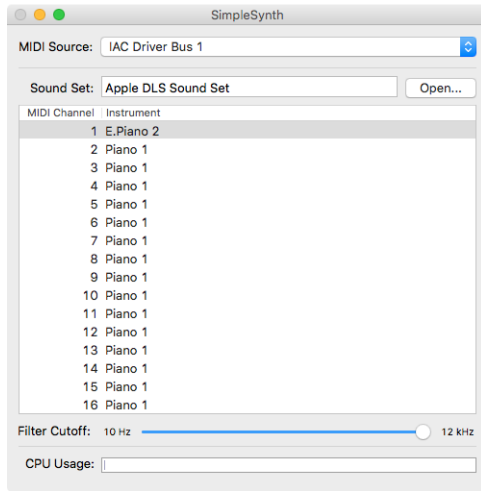 SimpleSynth
MIDI Source: IAC Driver Bus 1
Sound Set: Apple DLS Sound Set Open...
MIDI Channel Instrument
1 E.Piano 2
2 Piano 1
3 Piano 1
4 Piano 1
5 Piano 1
6 Piano 1
7 Piano 1
8 Piano 1
9 Piano 1
10 Piano 1
11 Piano 1
12 Piano 1
13 Piano 1
14 Piano 1
15 Piano 1
16 Piano 1
Filter Cutoff: 10 Hz 12 kHz
CPU Usage: